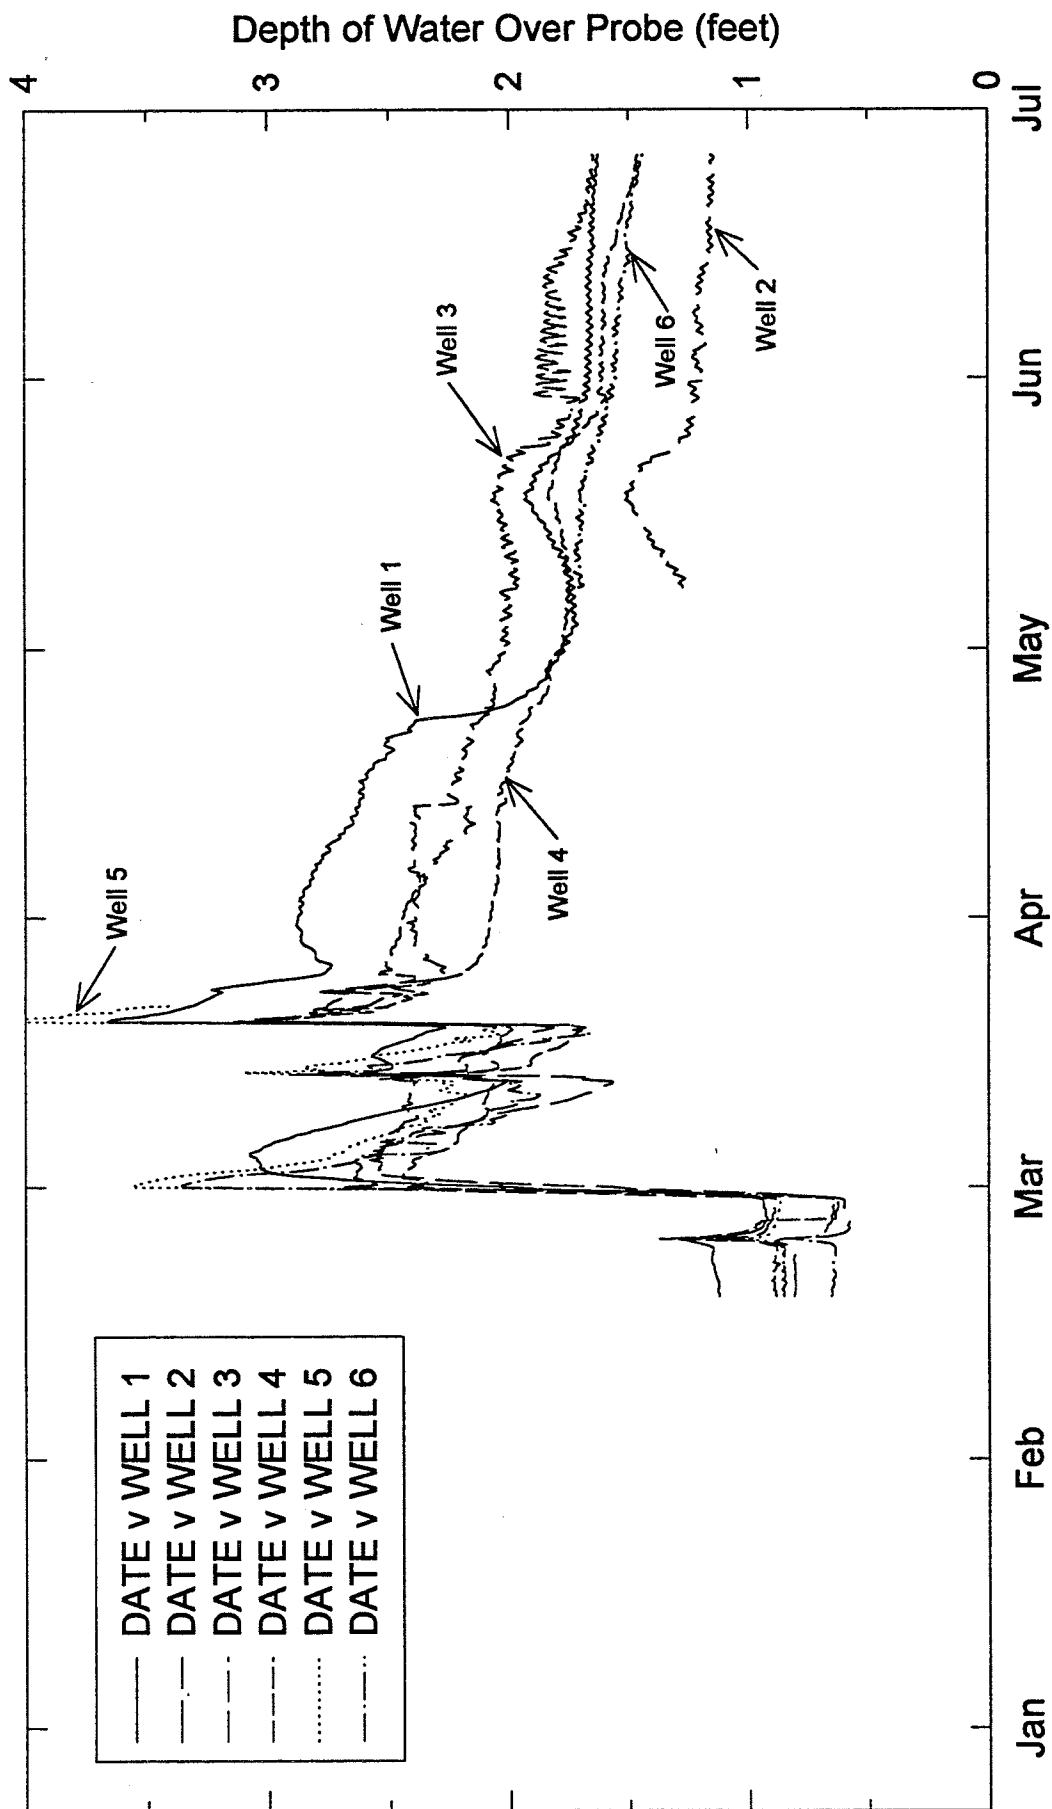 Depth of Water Over Probe (feet)
4
3
2
1
0
DATE v WELL 1
DATE v WELL 2
DATE v WELL 3
DATE v WELL 4
DATE v WELL 5
DATE v WELL 6
Well 5
Well 1
Well 3
Well 4
Well 6
Well 2
Jan
Feb
Mar
Apr
May
Jun
Jul